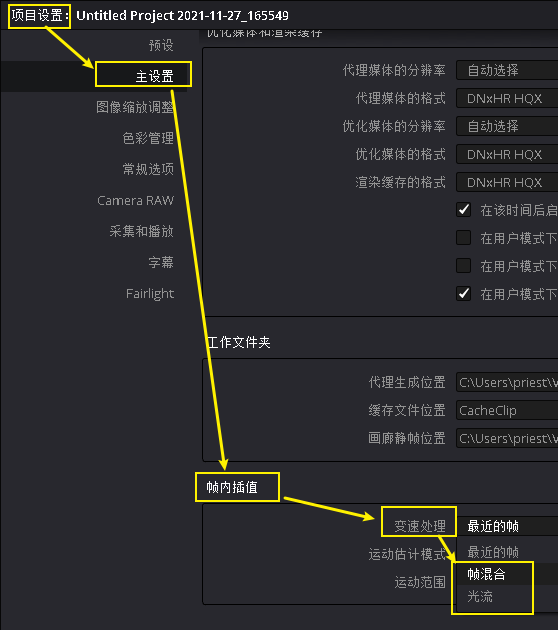 项目设置: Untitled Project 2021-11-27_165549
预设
主设置
图像缩放调整
色彩管理
常规选项
Camera RAW
采集和播放
字幕
Fairlight
优化媒体和渲染缓存
代理媒体的分辨率 自动选择
代理媒体的格式 DNxHR HQX
优化媒体的分辨率 自动选择
优化媒体的格式 DNxHR HQX
渲染缓存的格式 DNxHR HQX
在该时间后启
在用户模式下
在用户模式下
在用户模式下
工作文件夹
代理生成位置 C:\Users\priest\V
缓存文件位置 CacheClip
画廊静帧位置 C:\Users\priest\V
帧内插值
变速处理 最近的帧
运动估计模式 最近的帧
帧混合
运动范围 光流